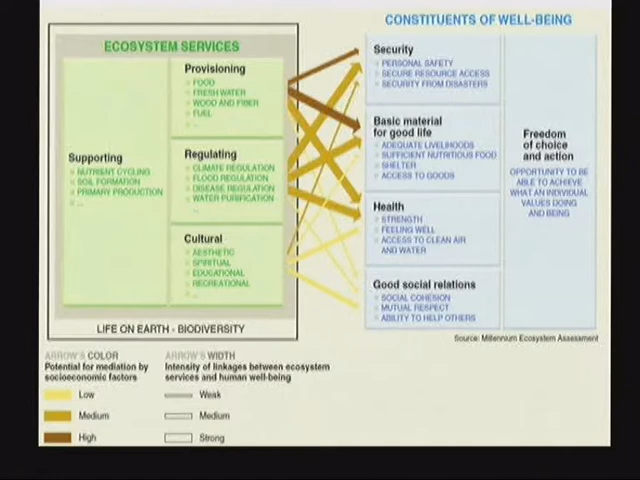 CONSTITUENTS OF WELL-BEING
ECOSYSTEM SERVICES
Provisioning
FOOD
FRESH WATER
WOOD AND FIBER
FUEL
...
Supporting
NUTRIENT CYCLING
SOIL FORMATION
PRIMARY PRODUCTION
...
Regulating
CLIMATE REGULATION
FLOOD REGULATION
DISEASE REGULATION
WATER PURIFICATION
...
Cultural
AESTHETIC
SPIRITUAL
EDUCATIONAL
RECREATIONAL
...
LIFE ON EARTH - BIODIVERSITY
Security
PERSONAL SAFETY
SECURE RESOURCE ACCESS
SECURITY FROM DISASTERS
Basic material
for good life
ADEQUATE LIVELIHOODS
SUFFICIENT NUTRITIOUS FOOD
SHELTER
ACCESS TO GOODS
Health
STRENGTH
FEELING WELL
ACCESS TO CLEAN AIR
AND WATER
Good social relations
SOCIAL COHESION
MUTUAL RESPECT
ABILITY TO HELP OTHERS
Freedom
of choice
and action
OPPORTUNITY TO BE
ABLE TO ACHIEVE
WHAT AN INDIVIDUAL
VALUES DOING
AND BEING
Source: Millennium Ecosystem Assessment
ARROW'S COLOR
Potential for mediation by
socioeconomic factors
Low
Medium
High
ARROW'S WIDTH
Intensity of linkages between ecosystem
services and human well-being
Weak
Medium
Strong